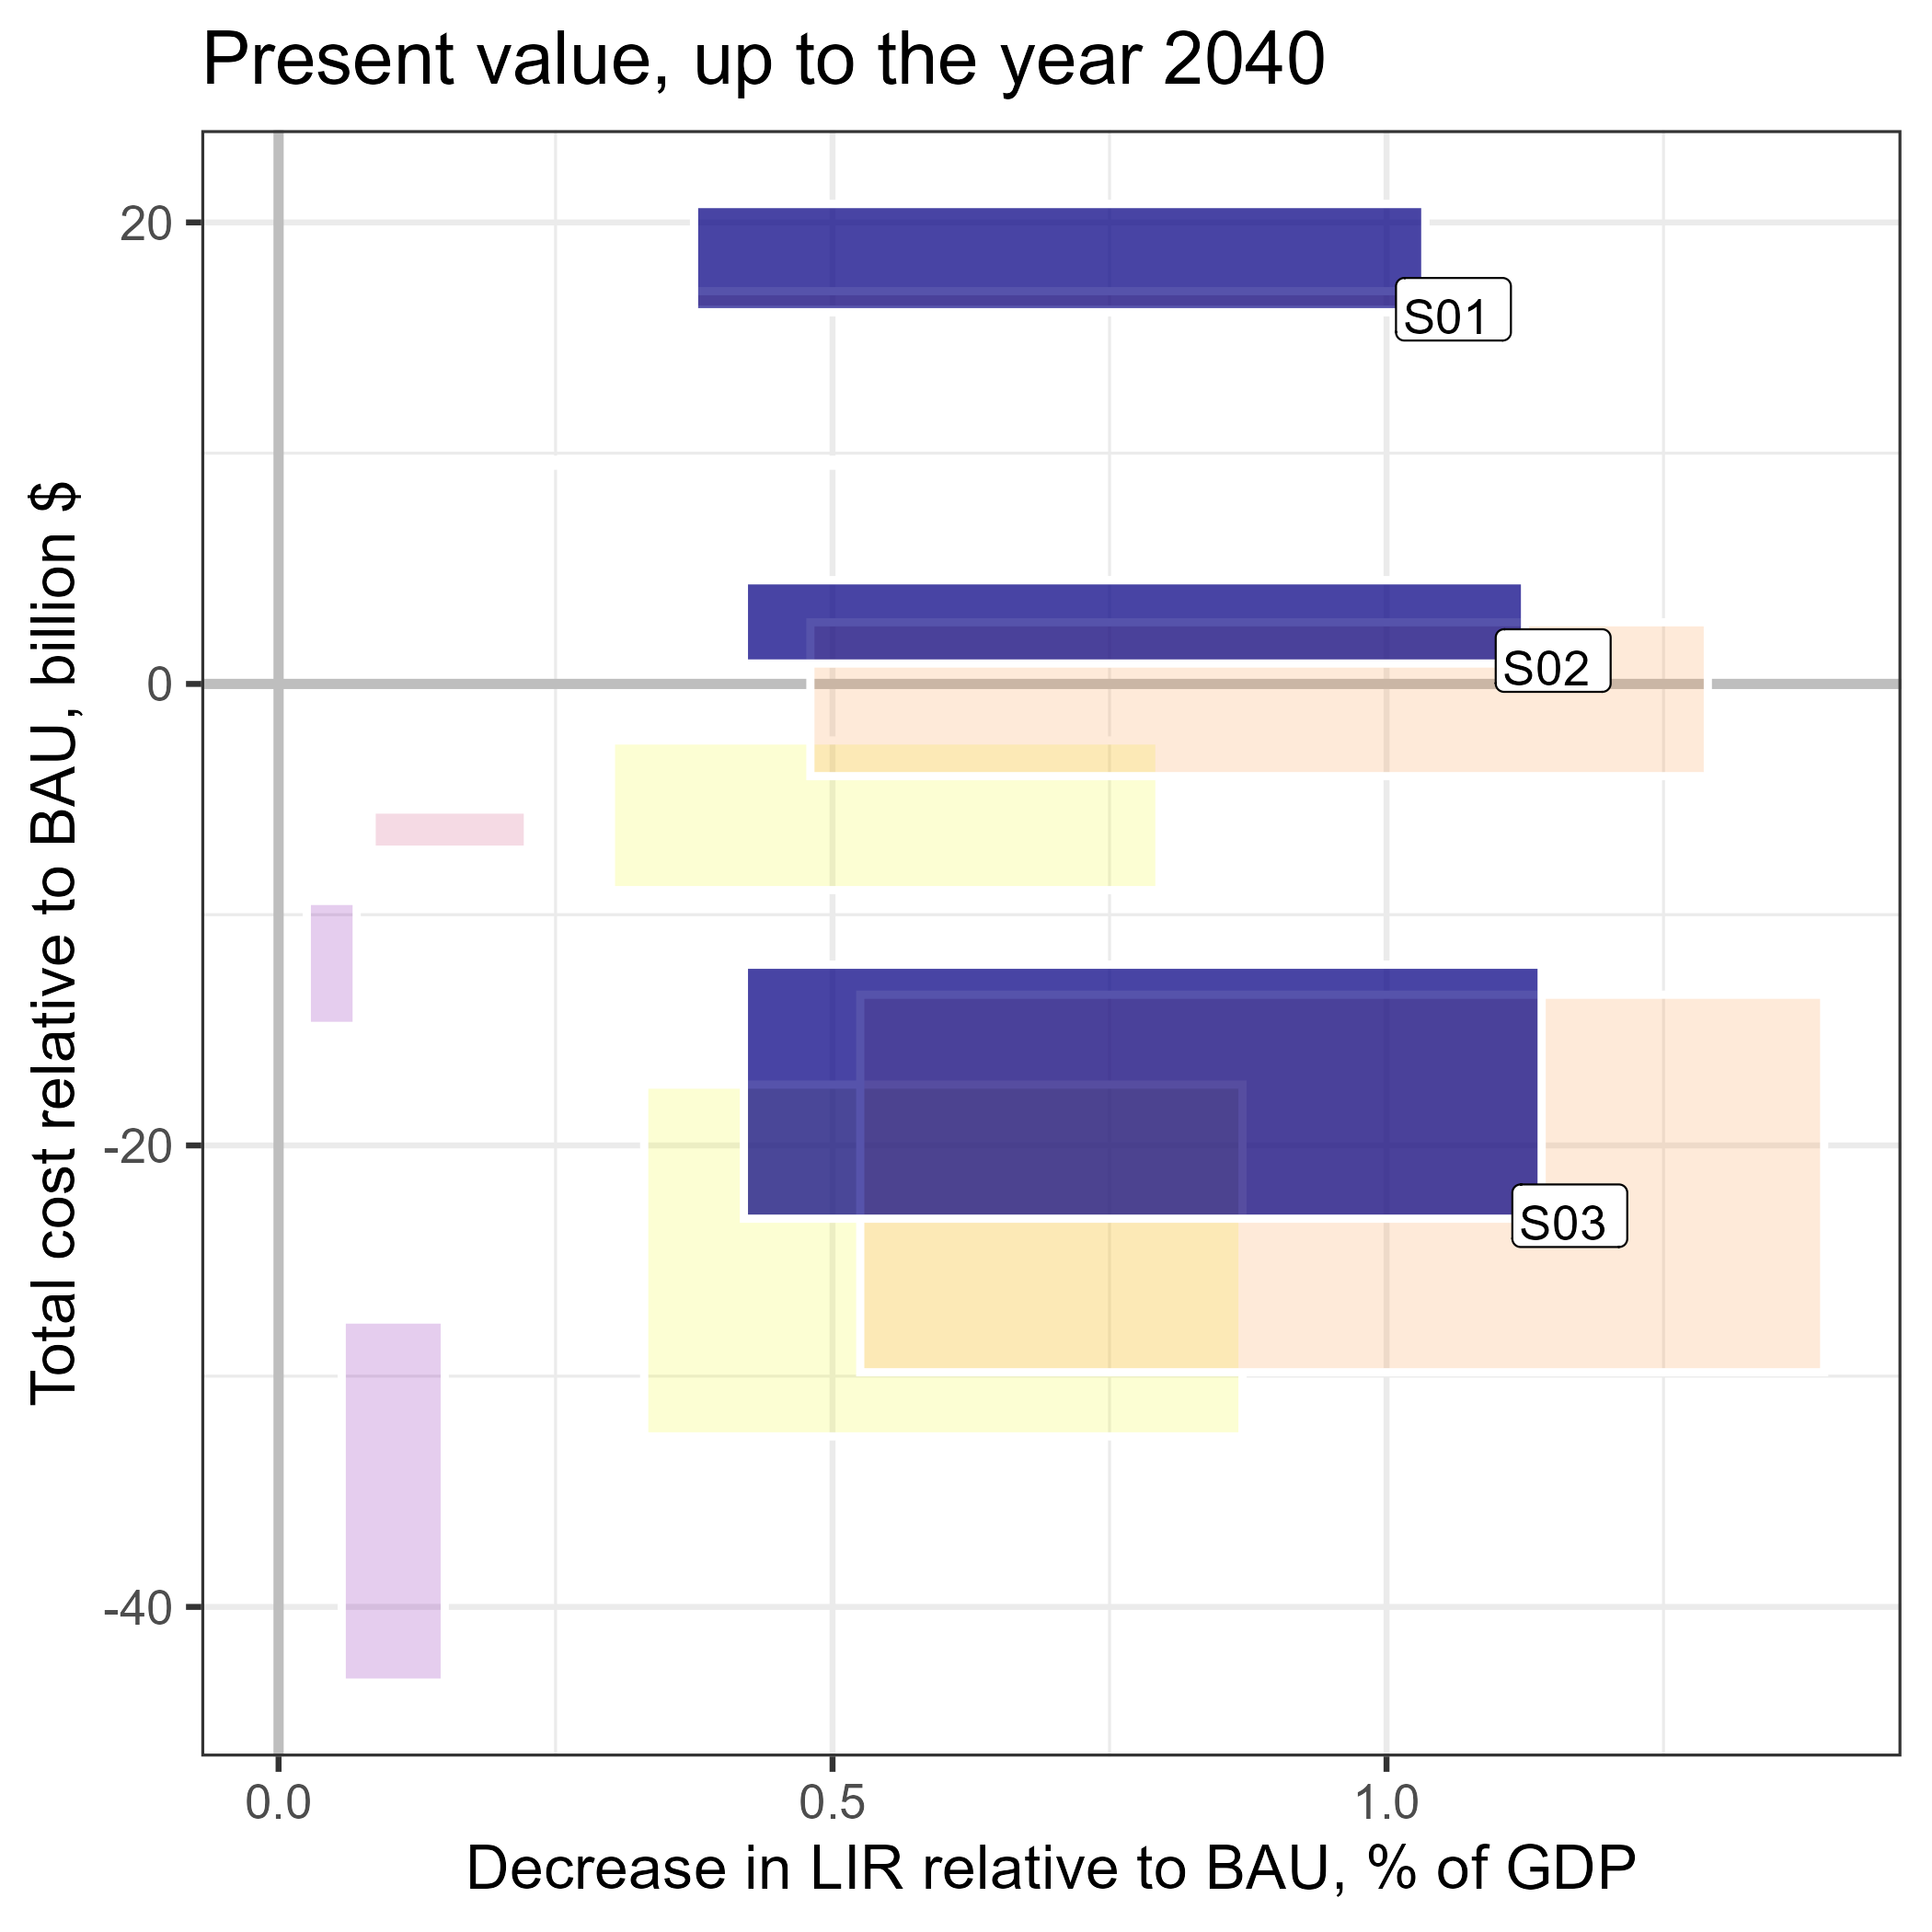 Present value, up to the year 2040
Total cost relative to BAU, billion $
20
0
-20
-40
S01
S02
S03
0.0
0.5
1.0
Decrease in LIR relative to BAU, % of GDP